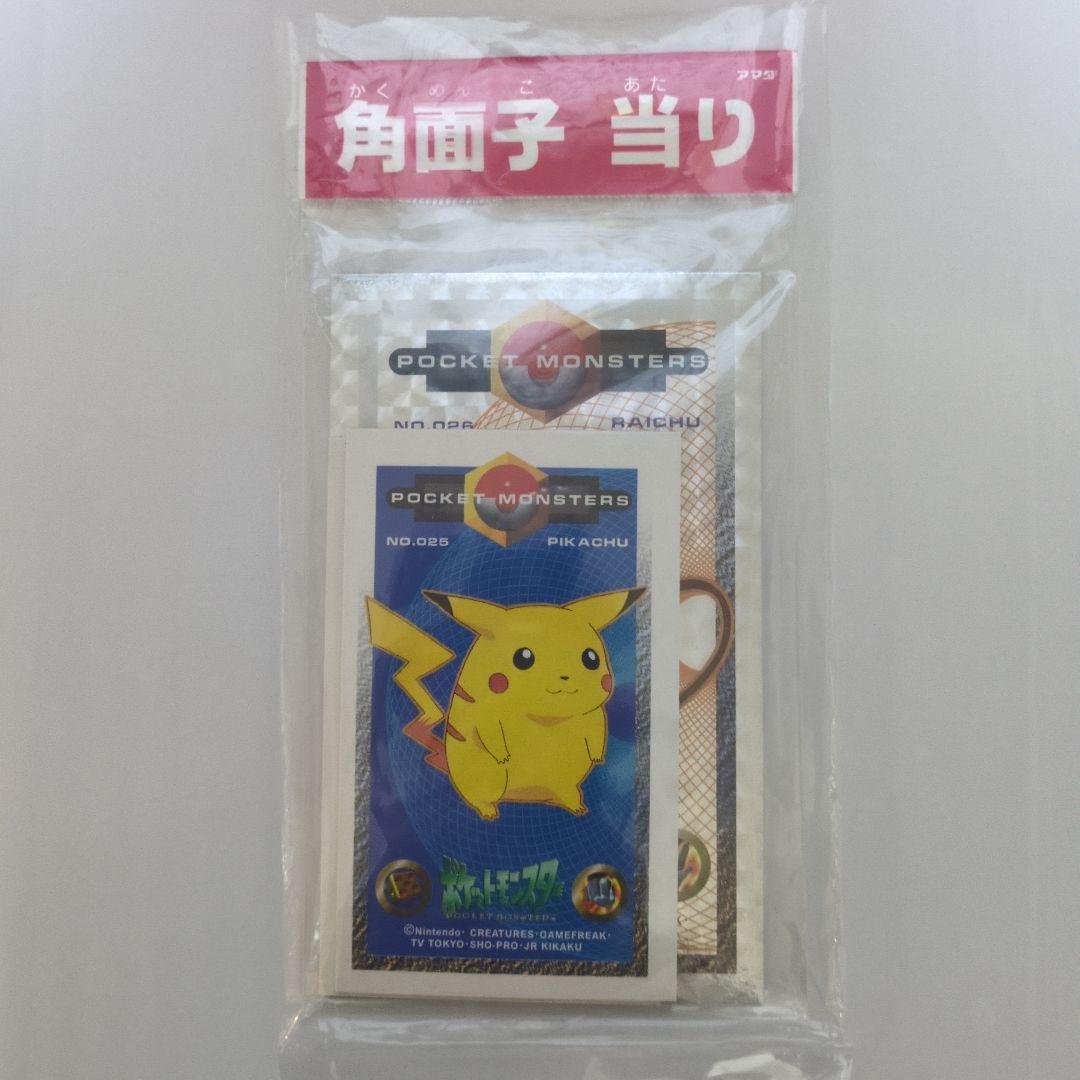 アマダ
かく めん こ あた
角面子 当り
POCKET MONSTERS
NO.026 RAICHU
POCKET MONSTERS
NO.025 PIKACHU
ポケットモンスター
POCKET MONSTERS
©Nintendo・CREATURES・GAMEFREAK・
TV TOKYO・SHO-PRO・JR KIKAKU